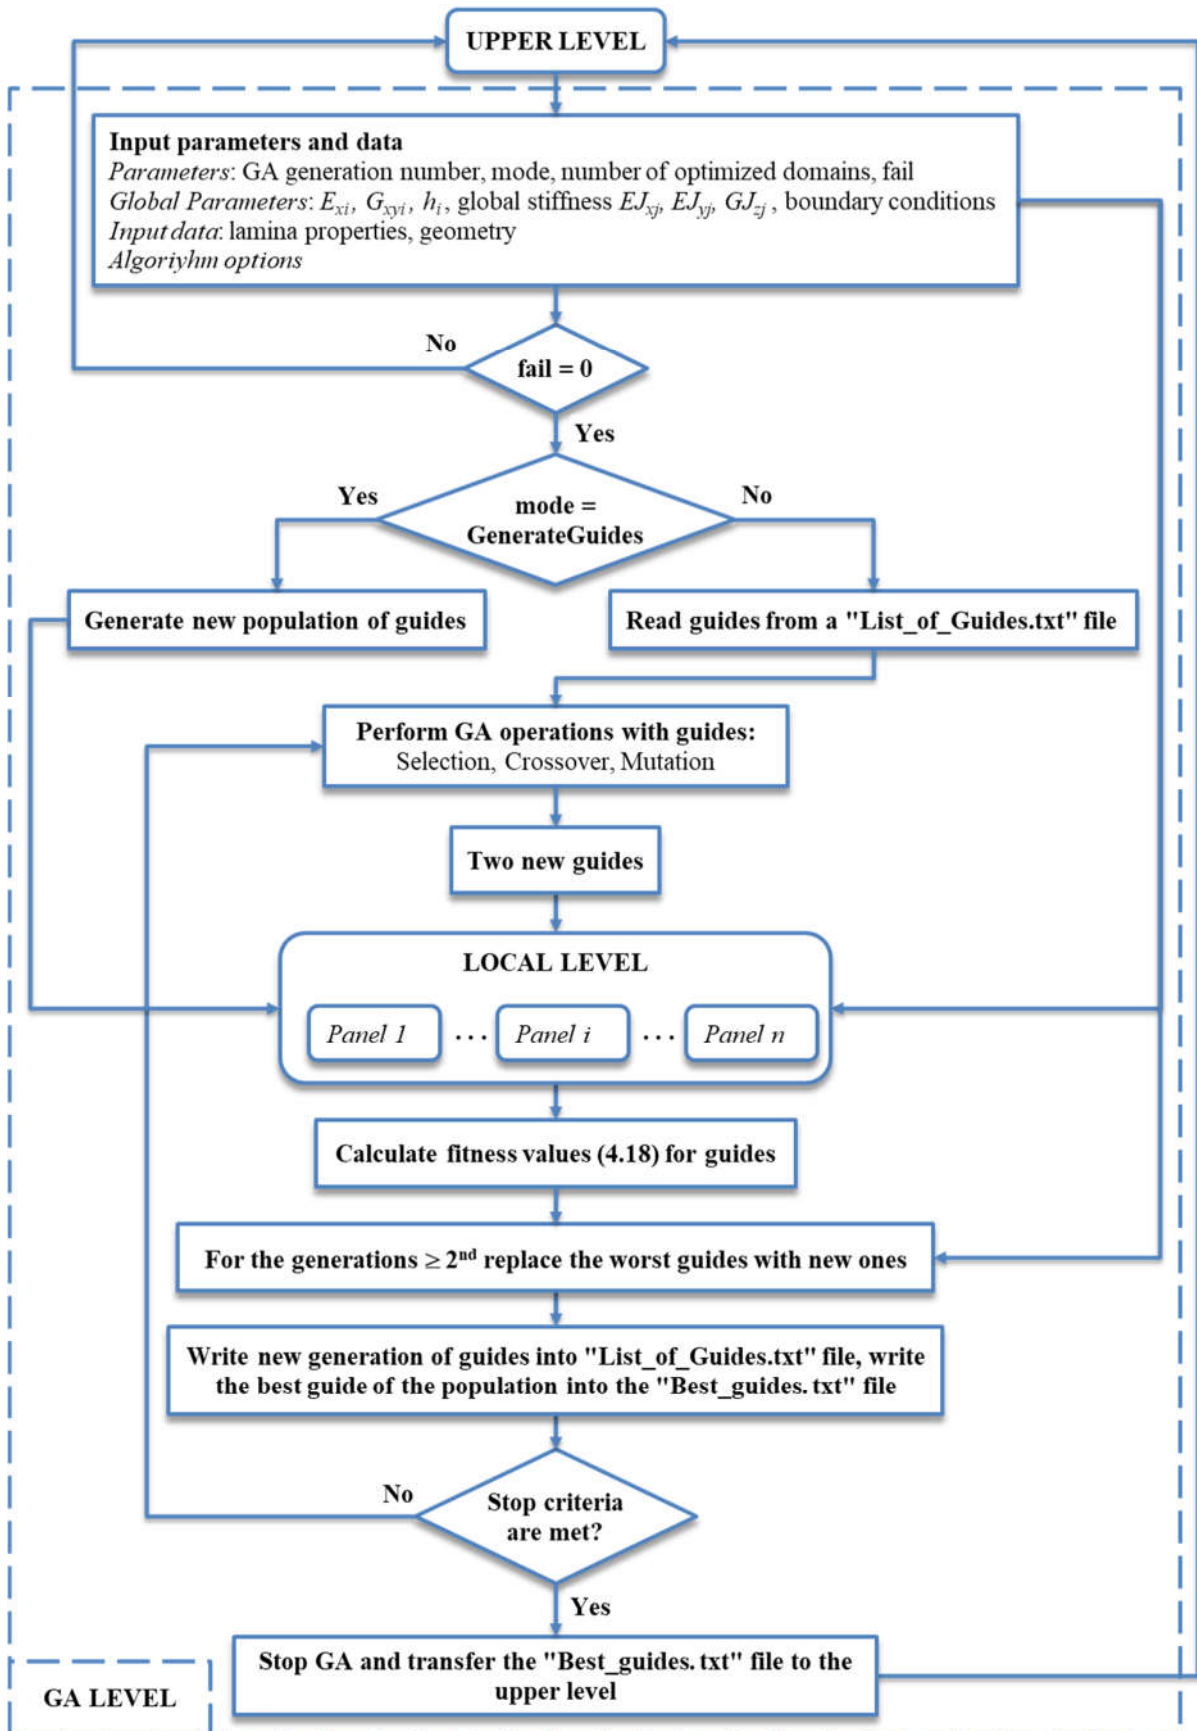 UPPER LEVEL
Input parameters and data
Parameters: GA generation number, mode, number of optimized domains, fail
Global Parameters: Exi, Gxyi, hi, global stiffness EJxj, EJyj, GJzj , boundary conditions
Input data: lamina properties, geometry
Algoriyhm options
No
fail = 0
Yes
Yes
mode =
GenerateGuides
No
Generate new population of guides
Read guides from a "List_of_Guides.txt" file
Perform GA operations with guides:
Selection, Crossover, Mutation
Two new guides
LOCAL LEVEL
Panel 1 ... Panel i ... Panel n
Calculate fitness values (4.18) for guides
For the generations ≥ 2nd replace the worst guides with new ones
Write new generation of guides into "List_of_Guides.txt" file, write
the best guide of the population into the "Best_guides. txt" file
No
Stop criteria
are met?
Yes
Stop GA and transfer the "Best_guides. txt" file to the
upper level
GA LEVEL